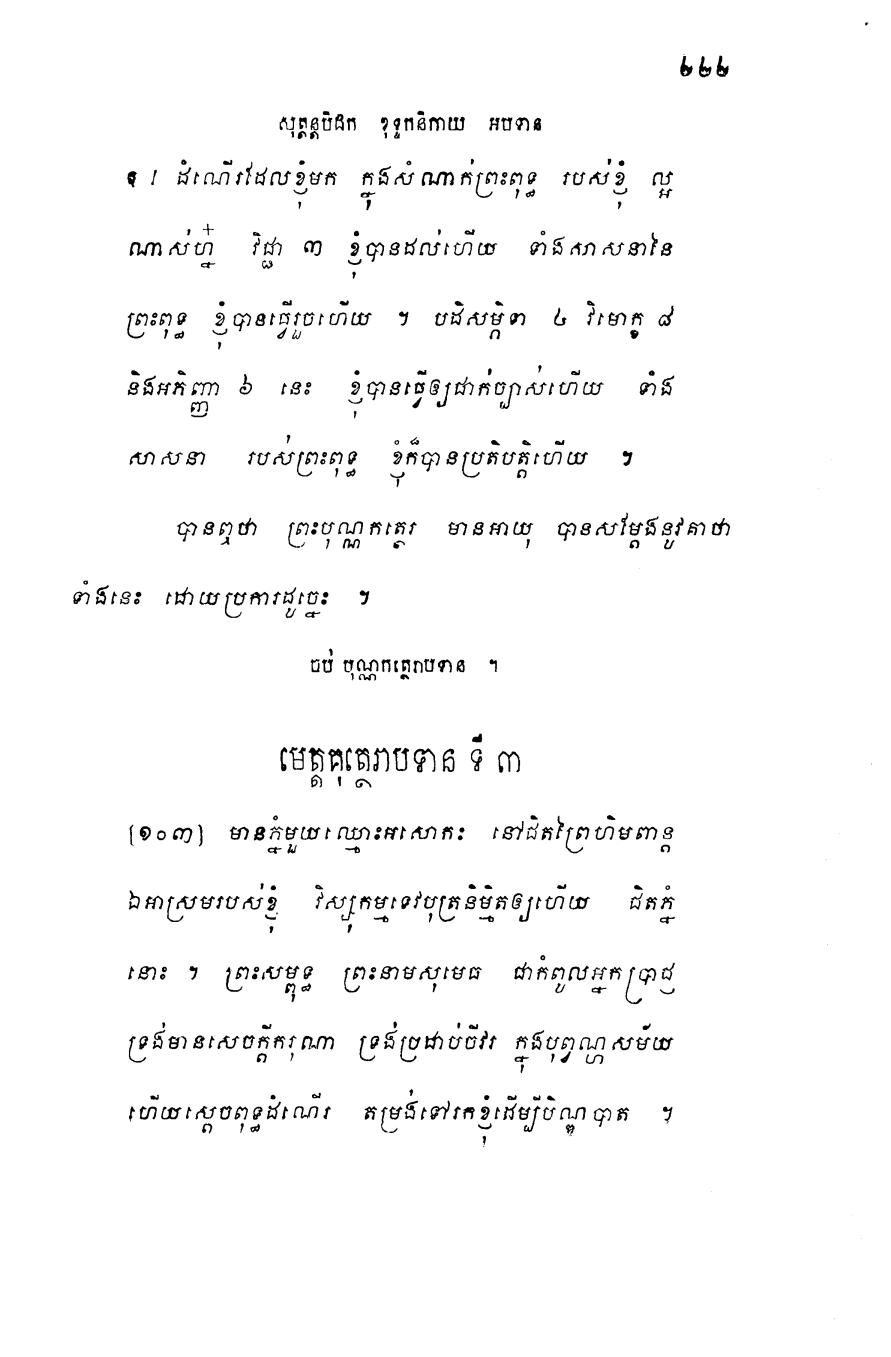 ២២២
សុត្តន្តបិដក ខុទ្ទកនិកាយ អបទាន
។ ដំណើរដែលខ្ញុំមក ក្នុងសំណាក់ព្រះពុទ្ធ របស់ខ្ញុំ ល្អ
ណាស់ហ្ន៎ វិជ្ជា ៣ ខ្ញុំបានដល់ហើយ ទាំងសាសនានៃ
ព្រះពុទ្ធ ខ្ញុំបានធ្វើរួចហើយ ។ បដិសម្ភិទា ៤ វិមោក្ខ ៨
និងអភិញ្ញា ៦ នេះ ខ្ញុំបានធ្វើឲ្យជាក់ច្បាស់ហើយ ទាំង
សាសនា របស់ព្រះពុទ្ធ ខ្ញុំក៏បានប្រតិបត្តិហើយ ។
បានឮថា ព្រះបុណ្ណកត្ថេរ មានអាយុ បានសម្តែងនូវគាថា
ទាំងនេះ ដោយប្រការដូច្នេះ ។
ចប់ បុណ្ណកត្ថេរាបទាន ។
មេត្តគុត្ថេរាបទាន ទី ៣
[១០៣] មានភ្នំមួយឈ្មោះអសោកៈ នៅជិតព្រៃហិមពាន្ត
ឯអាស្រមរបស់ខ្ញុំ វិស្សុកម្មទេវបុត្រនិម្មិតឲ្យហើយ ជិតភ្នំ
នោះ ។ ព្រះសម្ពុទ្ធ ព្រះនាមសុមេធ ជាកំពូលអ្នកប្រាជ្ញ
ទ្រង់មានសេចក្តីករុណា ទ្រង់ប្រដាប់ចីវរ ក្នុងបុព្វណ្ហសម័យ
ហើយស្តេចពុទ្ធដំណើរ តម្រង់ទៅរកខ្ញុំដើម្បីបិណ្ឌបាត ។